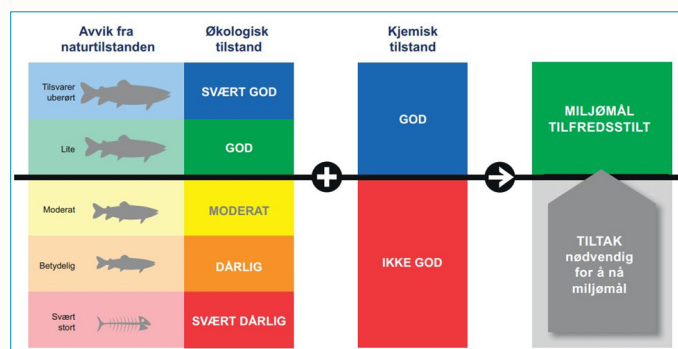 Avvik fra
naturtilstanden
Økologisk
tilstand
Kjemisk
tilstand
Tilsvarer
uberørt
SVÆRT GOD
Lite
GOD
Moderat
MODERAT
Betydelig
DÅRLIG
Svært
stort
SVÆRT DÅRLIG
GOD
IKKE GOD
MILJØMÅL
TILFREDSSTILT
TILTAK
nødvendig
for å nå
miljømål